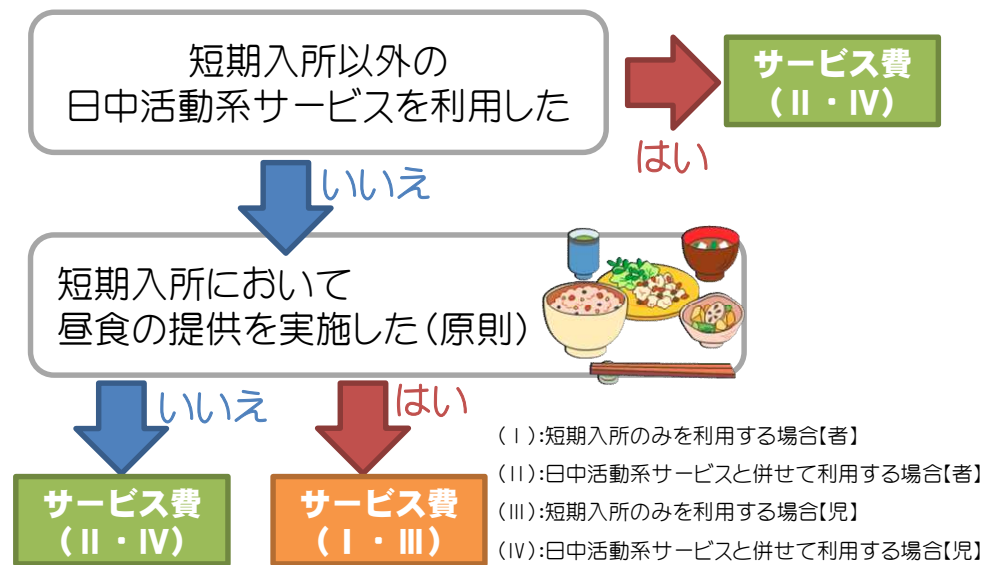 短期入所以外の
日中活動系サービスを利用した
サービス費
(Ⅱ・Ⅳ)
はい
いいえ
短期入所において
昼食の提供を実施した(原則)
いいえ
はい
サービス費
(Ⅱ・Ⅳ)
サービス費
(Ⅰ・Ⅲ)
(Ⅰ):短期入所のみを利用する場合【者】
(Ⅱ):日中活動系サービスと併せて利用する場合【者】
(Ⅲ):短期入所のみを利用する場合【児】
(Ⅳ):日中活動系サービスと併せて利用する場合【児】